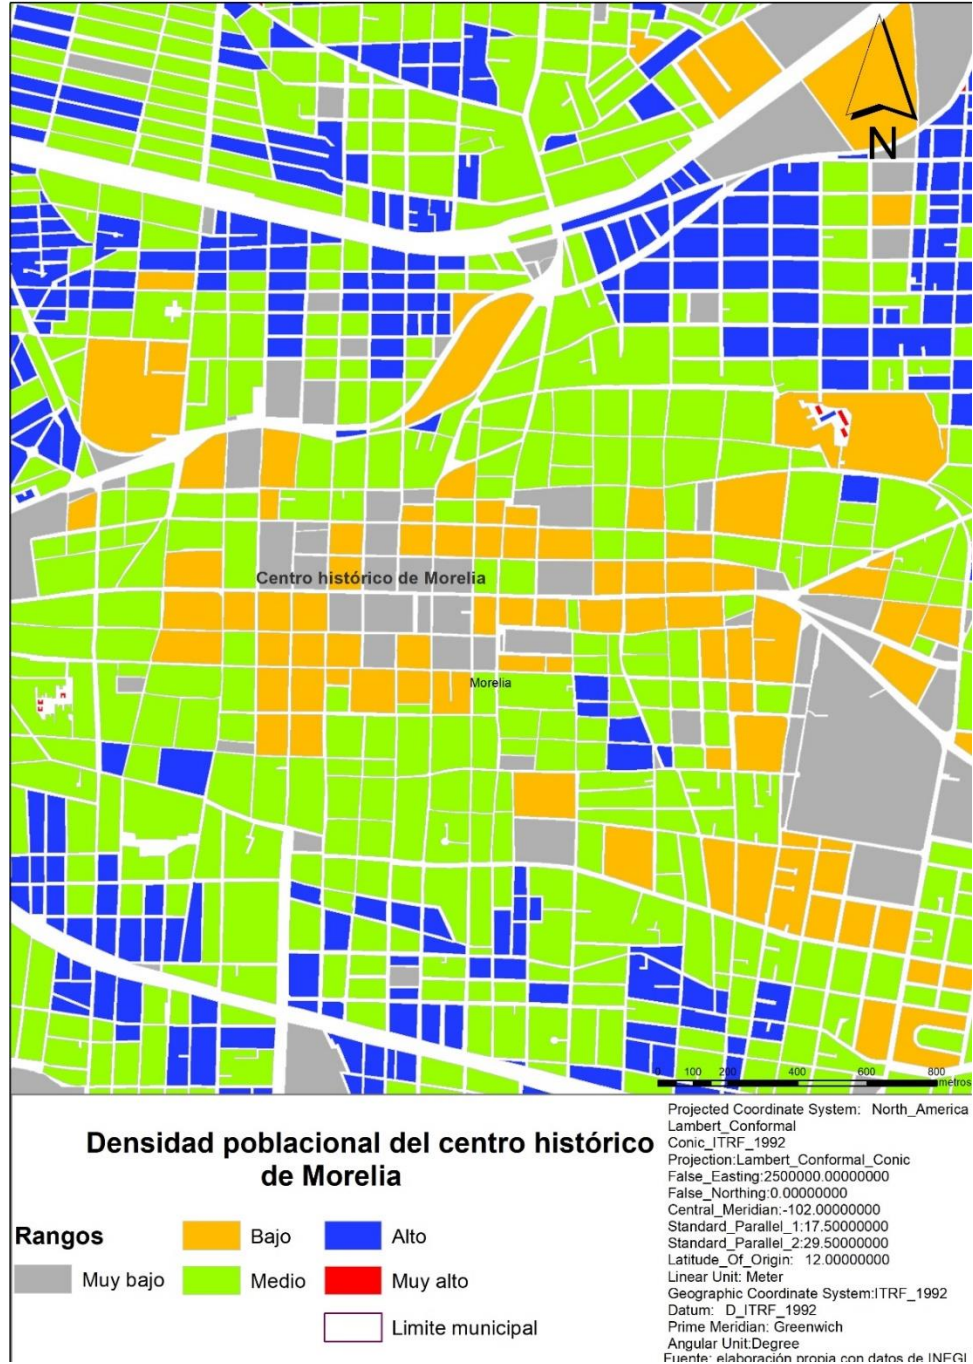 N
Centro histórico de Morelia
Morelia
0 100 200 400 600 800
metros
Densidad poblacional del centro histórico
de Morelia
Rangos
Muy bajo
Bajo
Medio
Alto
Muy alto
Limite municipal
Projected Coordinate System: North_America
Lambert_Conformal
Conic_ITRF_1992
Projection:Lambert_Conformal_Conic
False_Easting:2500000.00000000
False_Northing:0.00000000
Central_Meridian:-102.00000000
Standard_Parallel_1:17.50000000
Standard_Parallel_2:29.50000000
Latitude_Of_Origin: 12.00000000
Linear Unit: Meter
Geographic Coordinate System:ITRF_1992
Datum: D_ITRF_1992
Prime Meridian: Greenwich
Angular Unit:Degree
Fuente: elaboración propia con datos de INEGI